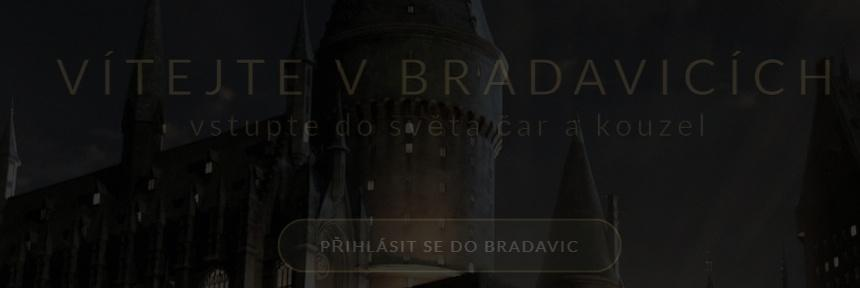 VÍTEJTE V BRADAVICÍCH
vstupte do světa čar a kouzel
PŘIHLÁSIT SE DO BRADAVIC